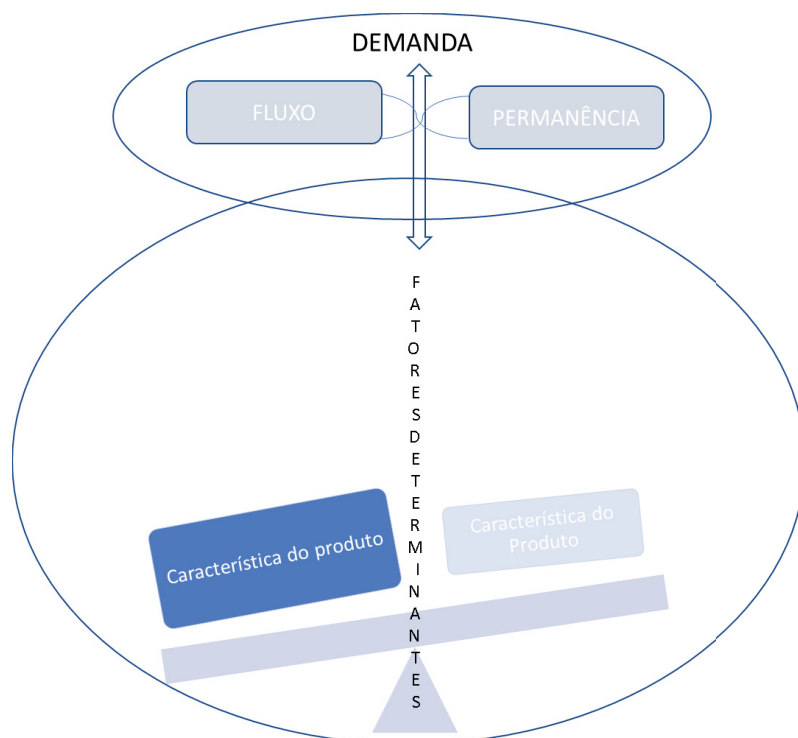 DEMANDA
FLUXO
PERMANÊNCIA
F
A
T
O
R
E
S
D
E
T
E
R
M
I
N
A
N
T
E
S
Característica do produto
Característica do
Produto